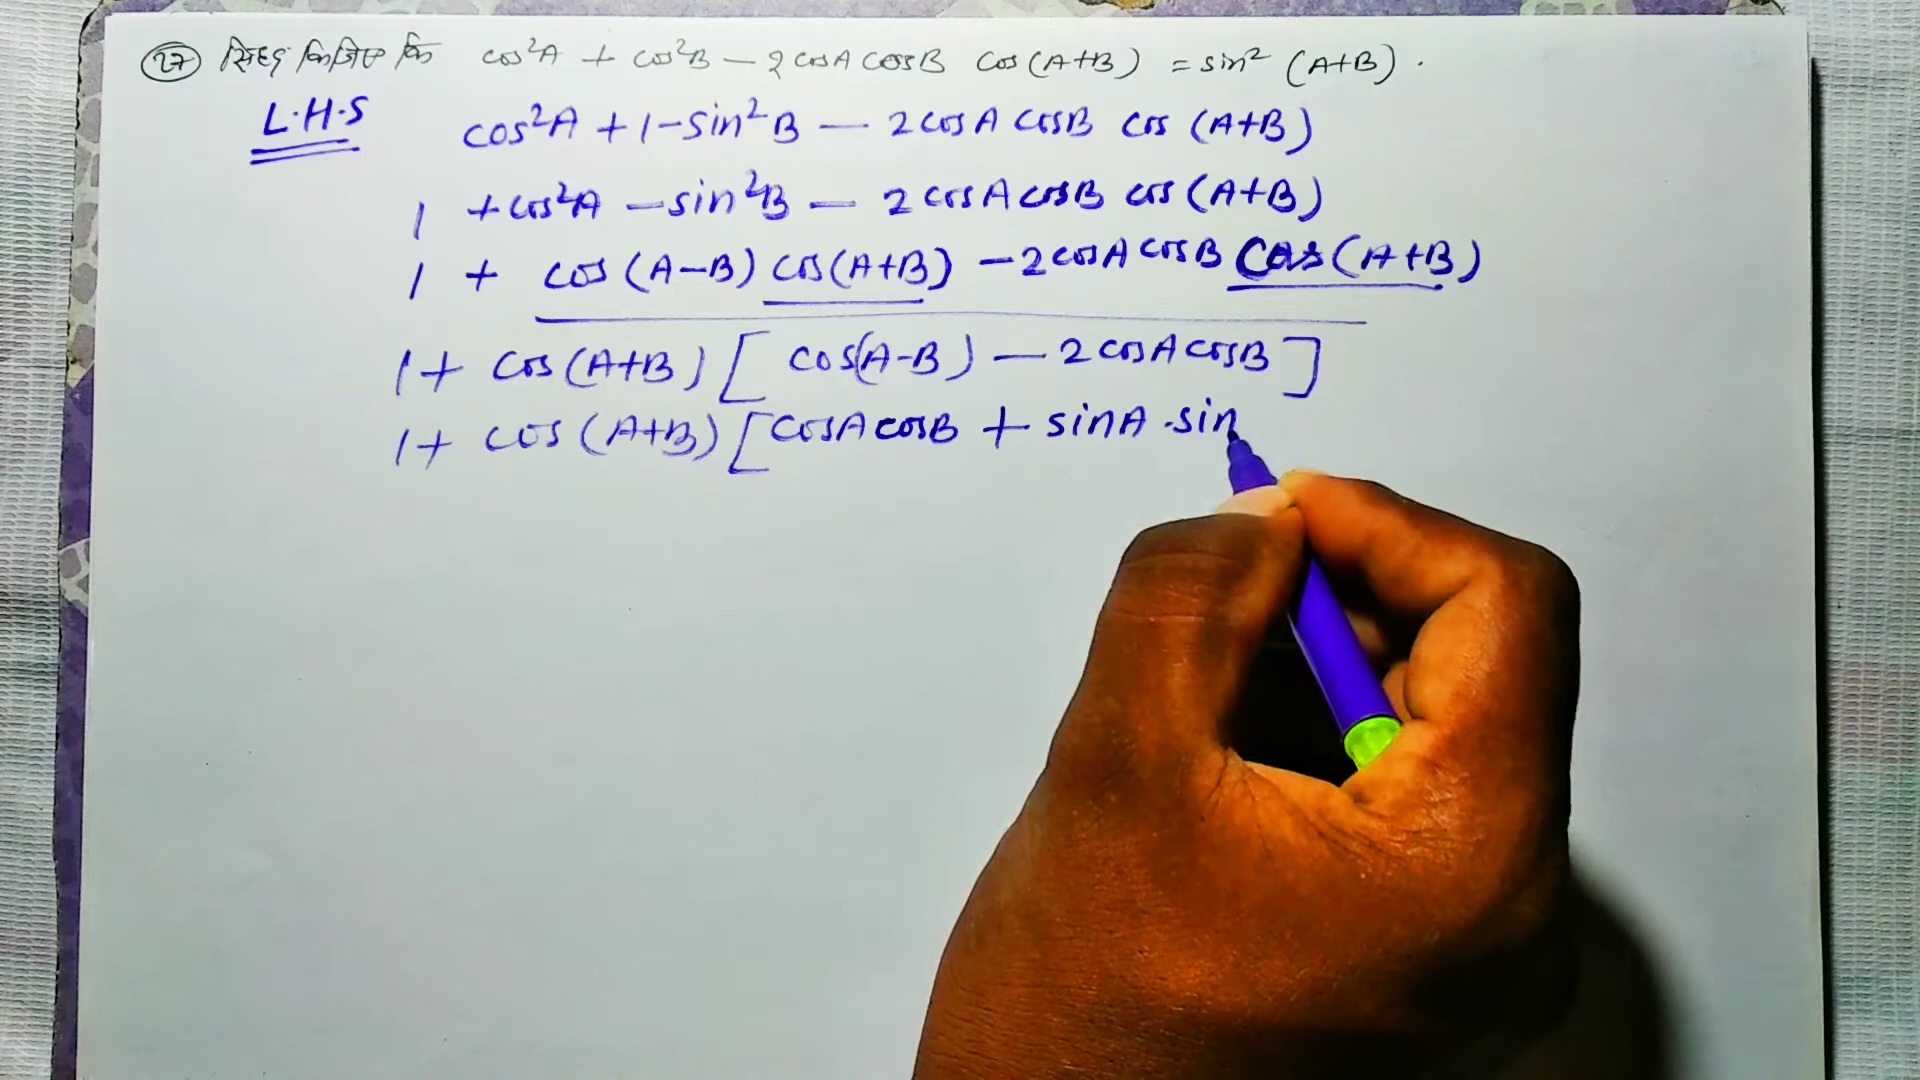 27 सिद्ध किजिए कि cos²A + cos²B - 2cosA cosB cos(A+B) = sin²(A+B).
L.H.S cos²A + 1 - sin²B - 2cosA cosB cos(A+B)
1 + cos²A - sin²B - 2cosA cosB cos(A+B)
1 + cos(A-B) cos(A+B) - 2cosA cosB cos(A+B)
1 + cos(A+B) [cos(A-B) - 2cosA cosB]
1 + cos(A+B) [cosA cosB + sinA . sin